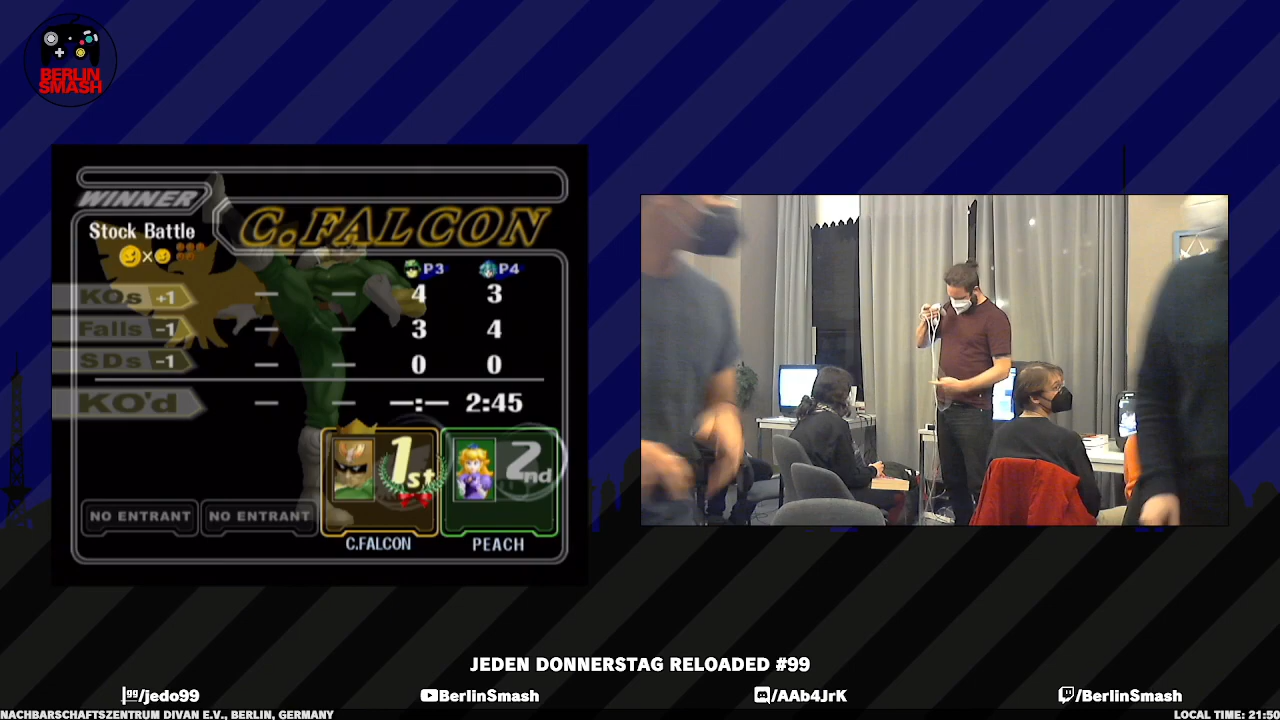 BERLIN
SMASH
WINNER
C.FALCON
Stock Battle
×
P3 P4
KOs +1 — — 4 3
Falls -1 — — 3 4
SDs -1 — — 0 0
KO'd — — —:— 2:45
1st 2nd
NO ENTRANT NO ENTRANT
C.FALCON PEACH
JEDEN DONNERSTAG RELOADED #99
gg/jedo99 BerlinSmash /AAb4JrK /BerlinSmash
NACHBARSCHAFTSZENTRUM DIVAN E.V., BERLIN, GERMANY LOCAL TIME: 21:50